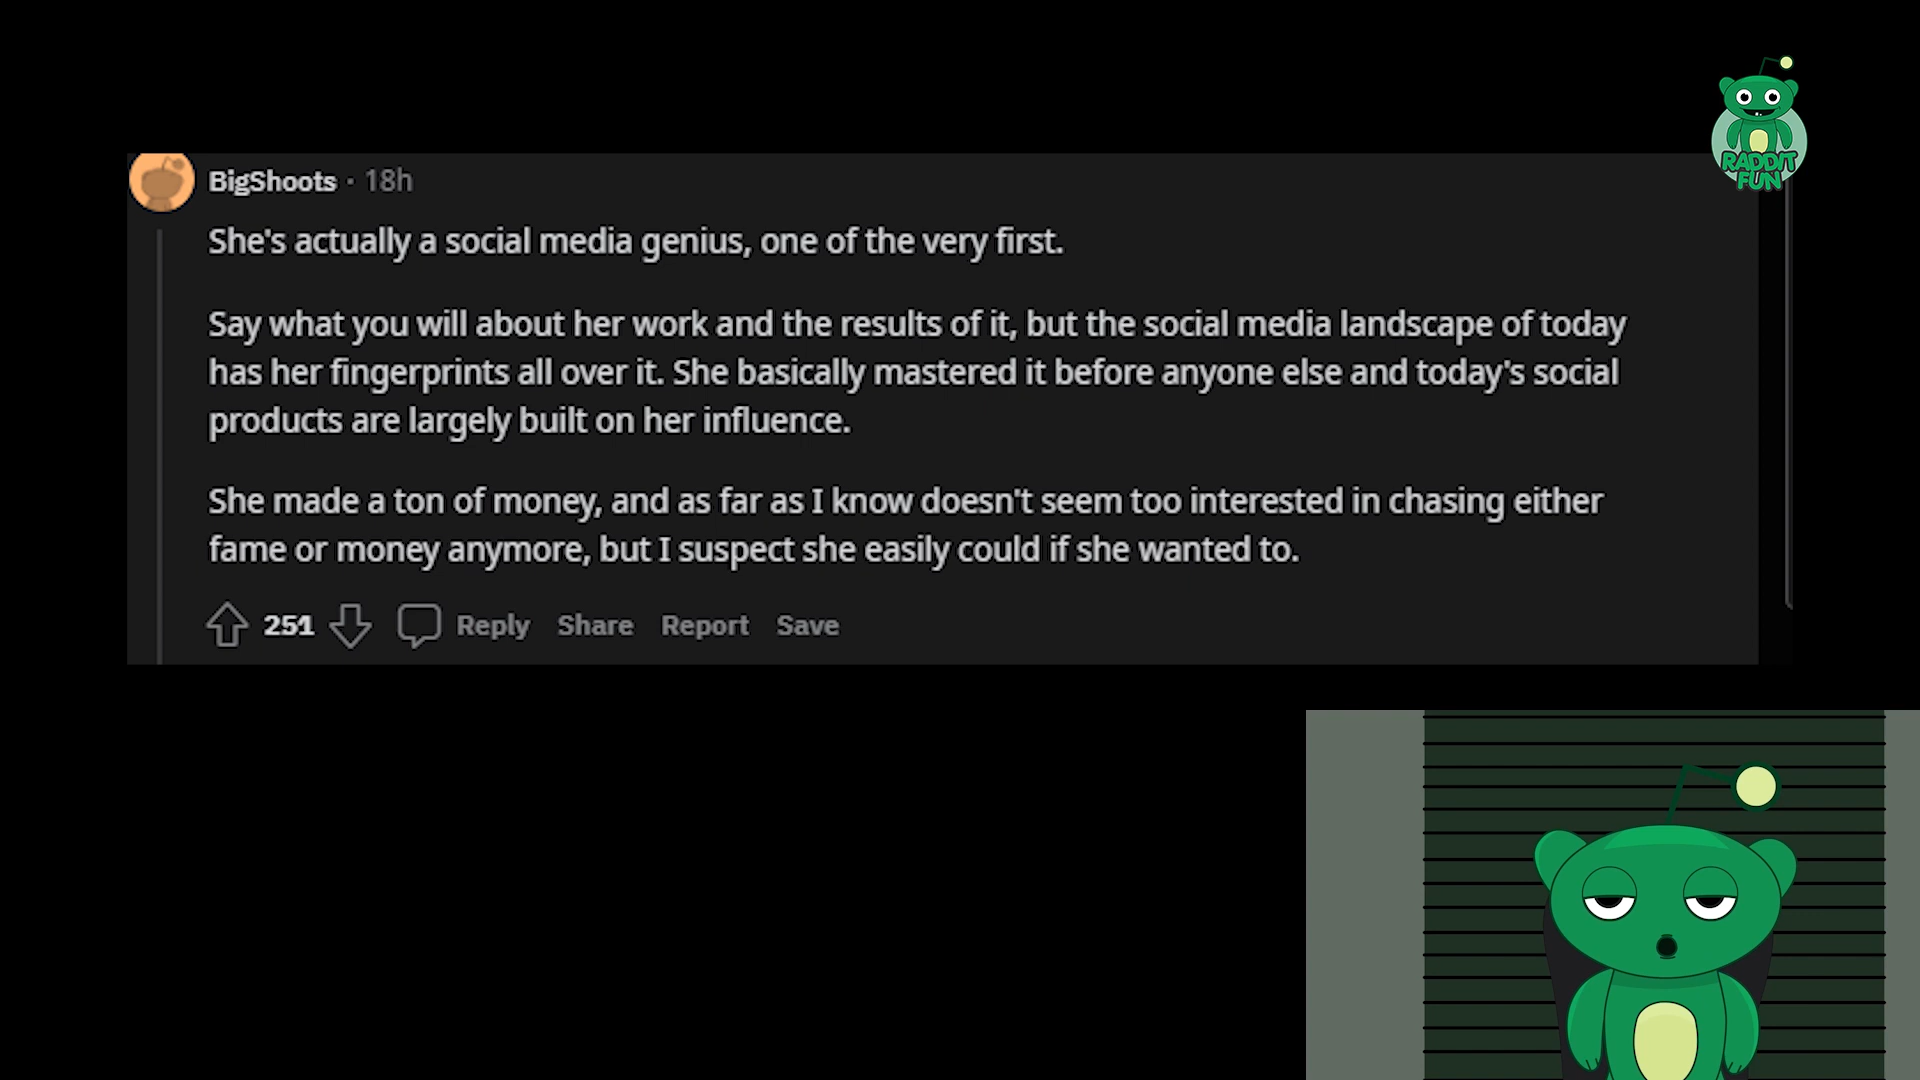 RADDIT
FUN
BigShoots · 18h
She's actually a social media genius, one of the very first.
Say what you will about her work and the results of it, but the social media landscape of today
has her fingerprints all over it. She basically mastered it before anyone else and today's social
products are largely built on her influence.
She made a ton of money, and as far as I know doesn't seem too interested in chasing either
fame or money anymore, but I suspect she easily could if she wanted to.
251 Reply Share Report Save